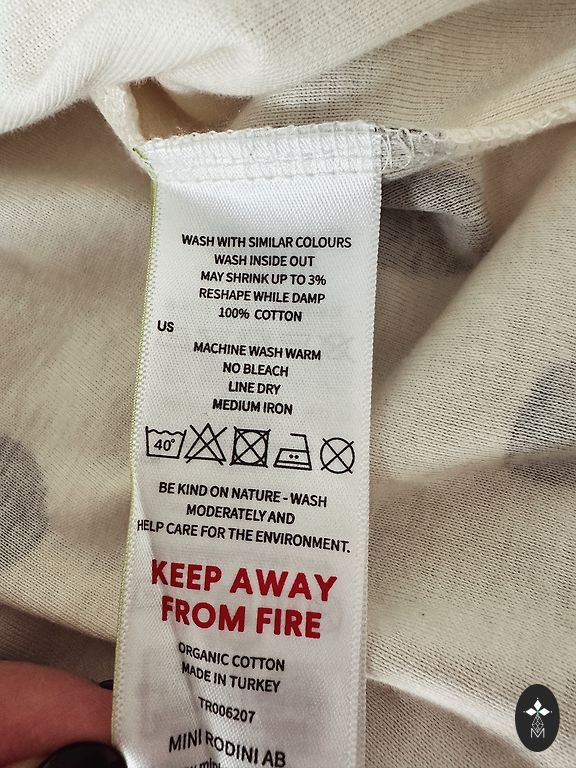 WASH WITH SIMILAR COLOURS
WASH INSIDE OUT
MAY SHRINK UP TO 3%
RESHAPE WHILE DAMP
100% COTTON
US
MACHINE WASH WARM
NO BLEACH
LINE DRY
MEDIUM IRON
40°
BE KIND ON NATURE - WASH
MODERATELY AND
HELP CARE FOR THE ENVIRONMENT.
KEEP AWAY
FROM FIRE
ORGANIC COTTON
MADE IN TURKEY
TR006207
MINI RODINI AB
M